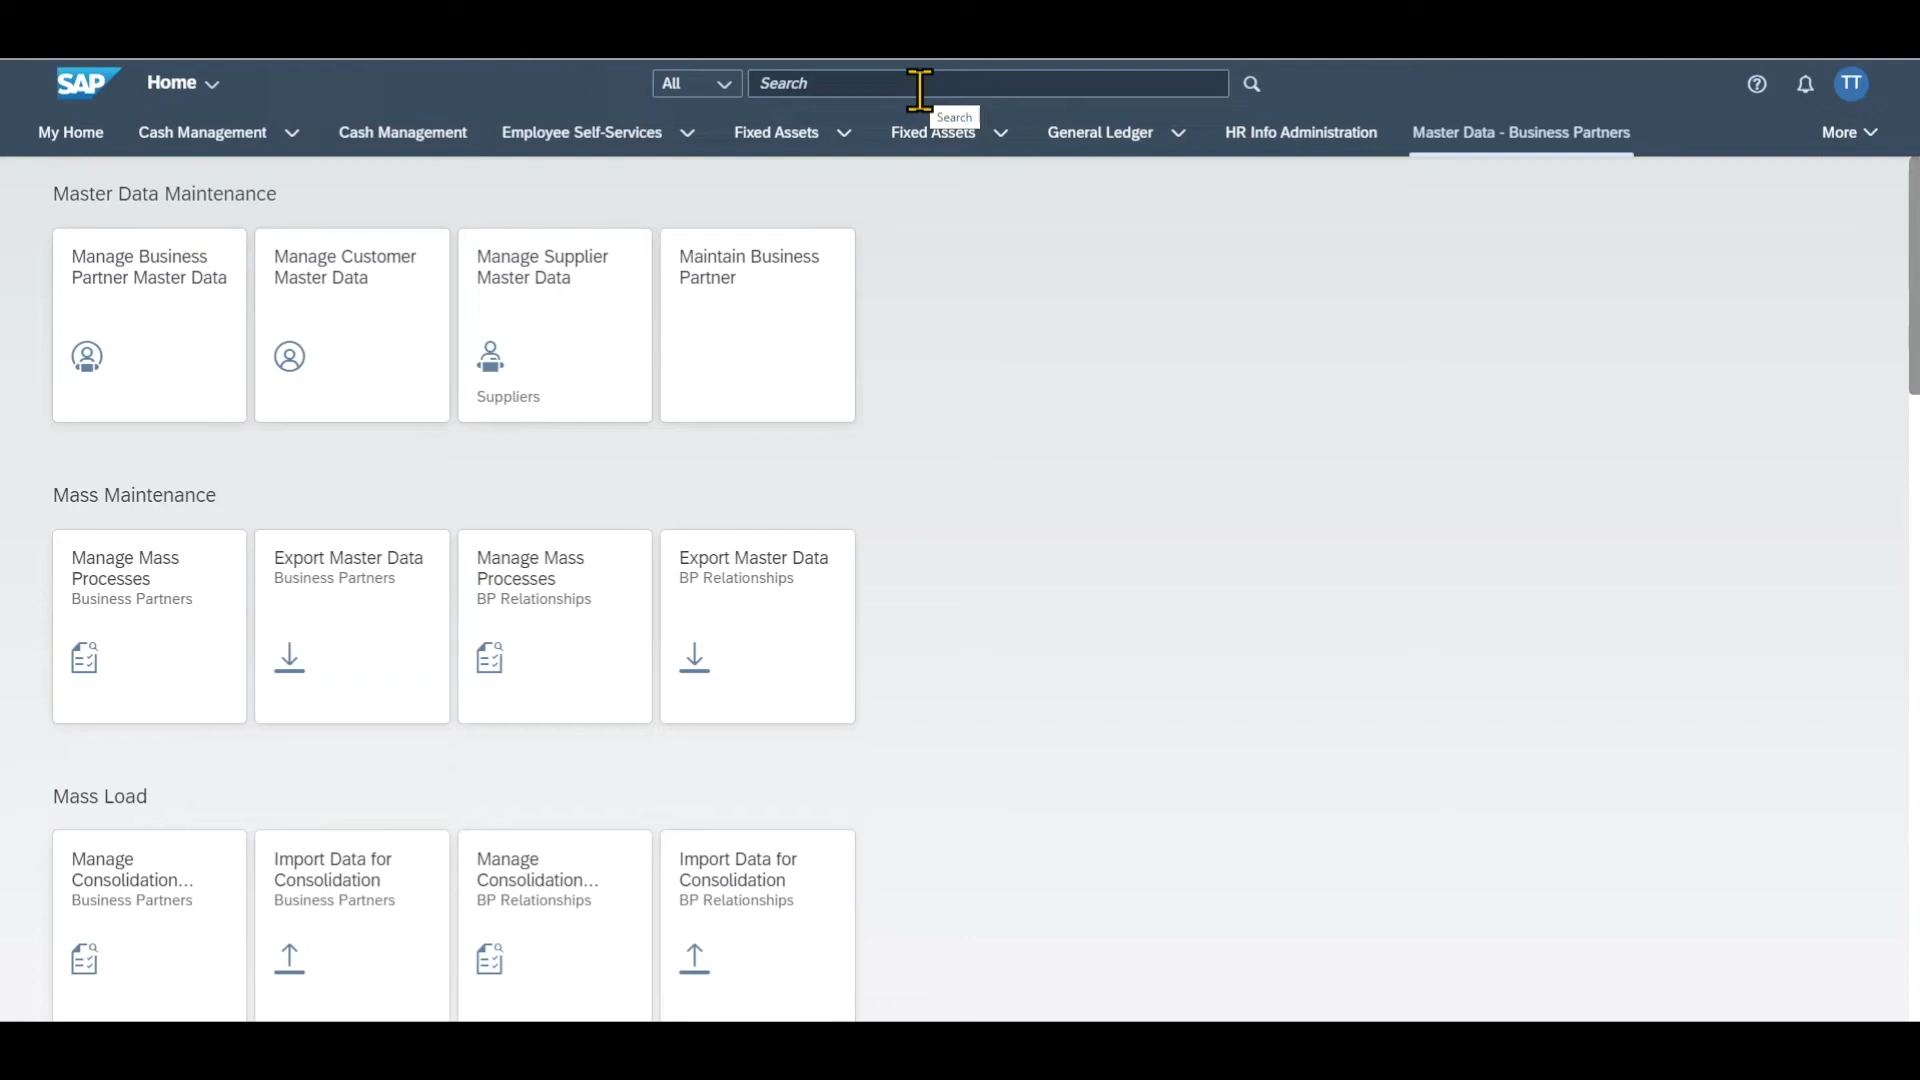 SAP Home All Search TT
Search
My Home Cash Management Cash Management Employee Self-Services Fixed Assets Fixed Assets General Ledger HR Info Administration Master Data - Business Partners More
Master Data Maintenance
Manage Business
Partner Master Data
Manage Customer
Master Data
Manage Supplier
Master Data
Suppliers
Maintain Business
Partner
Mass Maintenance
Manage Mass
Processes
Business Partners
Export Master Data
Business Partners
Manage Mass
Processes
BP Relationships
Export Master Data
BP Relationships
Mass Load
Manage
Consolidation...
Business Partners
Import Data for
Consolidation
Business Partners
Manage
Consolidation...
BP Relationships
Import Data for
Consolidation
BP Relationships